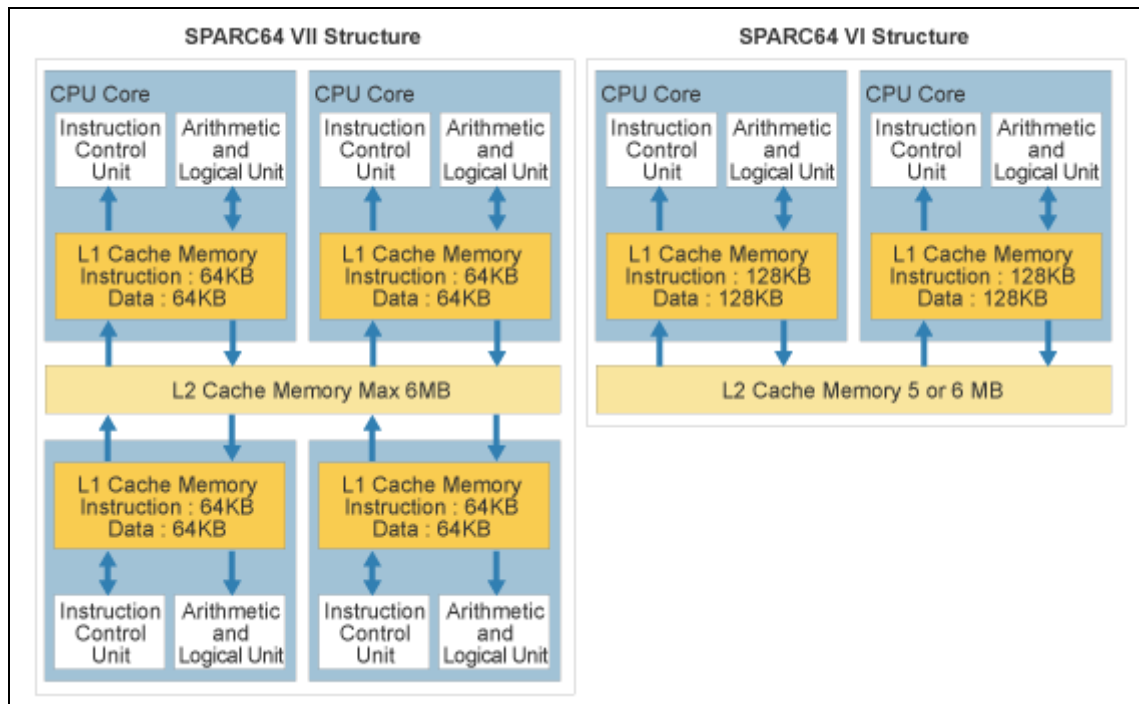 SPARC64 VII Structure
CPU Core
Instruction
Control
Unit
Arithmetic
and
Logical Unit
L1 Cache Memory
Instruction : 64KB
Data : 64KB
CPU Core
Instruction
Control
Unit
Arithmetic
and
Logical Unit
L1 Cache Memory
Instruction : 64KB
Data : 64KB
L2 Cache Memory Max 6MB
L1 Cache Memory
Instruction : 64KB
Data : 64KB
Instruction
Control
Unit
Arithmetic
and
Logical Unit
L1 Cache Memory
Instruction : 64KB
Data : 64KB
Instruction
Control
Unit
Arithmetic
and
Logical Unit
SPARC64 VI Structure
CPU Core
Instruction
Control
Unit
Arithmetic
and
Logical Unit
L1 Cache Memory
Instruction : 128KB
Data : 128KB
CPU Core
Instruction
Control
Unit
Arithmetic
and
Logical Unit
L1 Cache Memory
Instruction : 128KB
Data : 128KB
L2 Cache Memory 5 or 6 MB